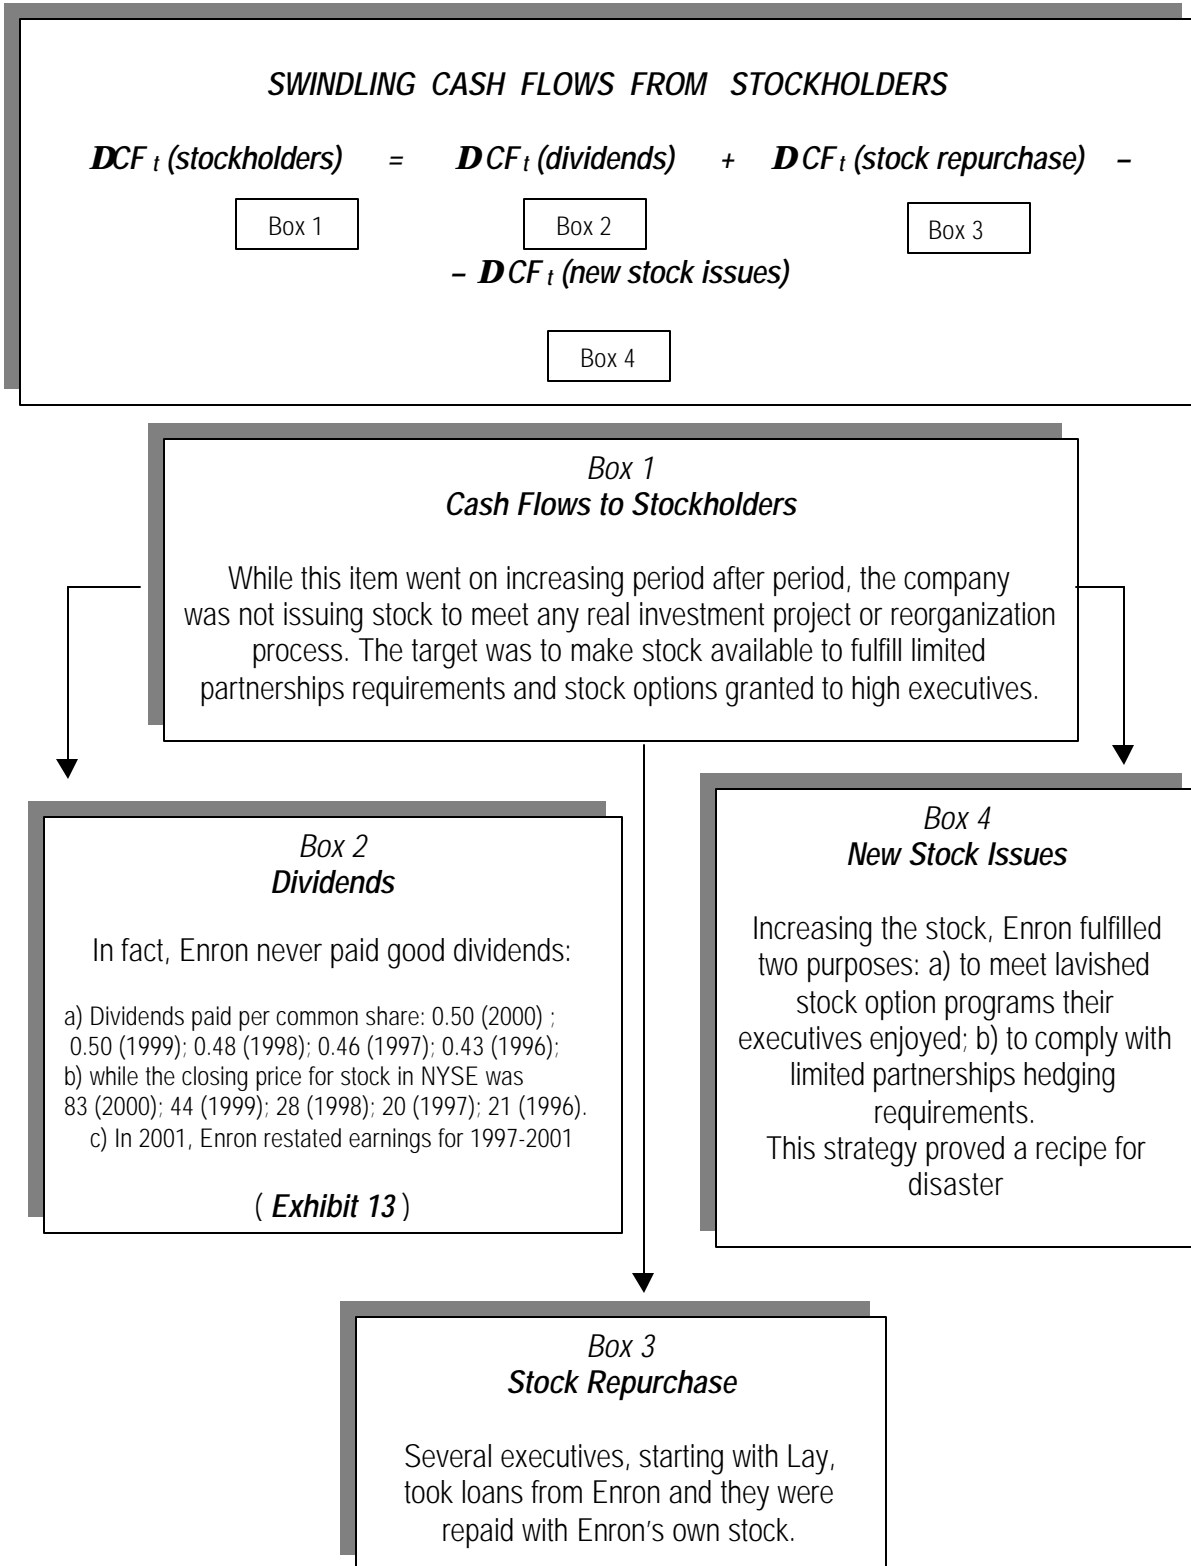 SWINDLING CASH FLOWS FROM STOCKHOLDERS
DCF t (stockholders) = DCF t (dividends) + DCF t (stock repurchase) –
Box 1 Box 2 Box 3
– DCF t (new stock issues)
Box 4
Box 1
Cash Flows to Stockholders
While this item went on increasing period after period, the company
was not issuing stock to meet any real investment project or reorganization
process. The target was to make stock available to fulfill limited
partnerships requirements and stock options granted to high executives.
Box 2
Dividends
In fact, Enron never paid good dividends:
a) Dividends paid per common share: 0.50 (2000) ;
0.50 (1999); 0.48 (1998); 0.46 (1997); 0.43 (1996);
b) while the closing price for stock in NYSE was
83 (2000); 44 (1999); 28 (1998); 20 (1997); 21 (1996).
c) In 2001, Enron restated earnings for 1997-2001
( Exhibit 13 )
Box 4
New Stock Issues
Increasing the stock, Enron fulfilled
two purposes: a) to meet lavished
stock option programs their
executives enjoyed; b) to comply with
limited partnerships hedging
requirements.
This strategy proved a recipe for
disaster
Box 3
Stock Repurchase
Several executives, starting with Lay,
took loans from Enron and they were
repaid with Enron's own stock.